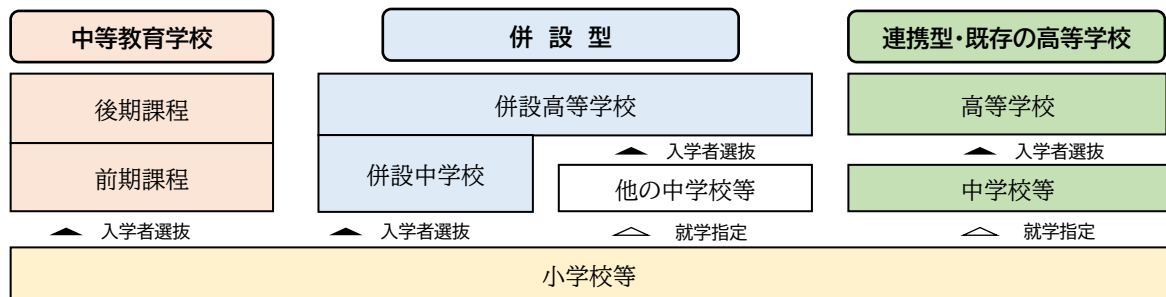 中等教育学校
併 設 型
連携型・既存の高等学校
後期課程
併設高等学校
高等学校
入学者選抜
入学者選抜
前期課程
併設中学校
他の中学校等
中学校等
入学者選抜
入学者選抜
就学指定
就学指定
小学校等